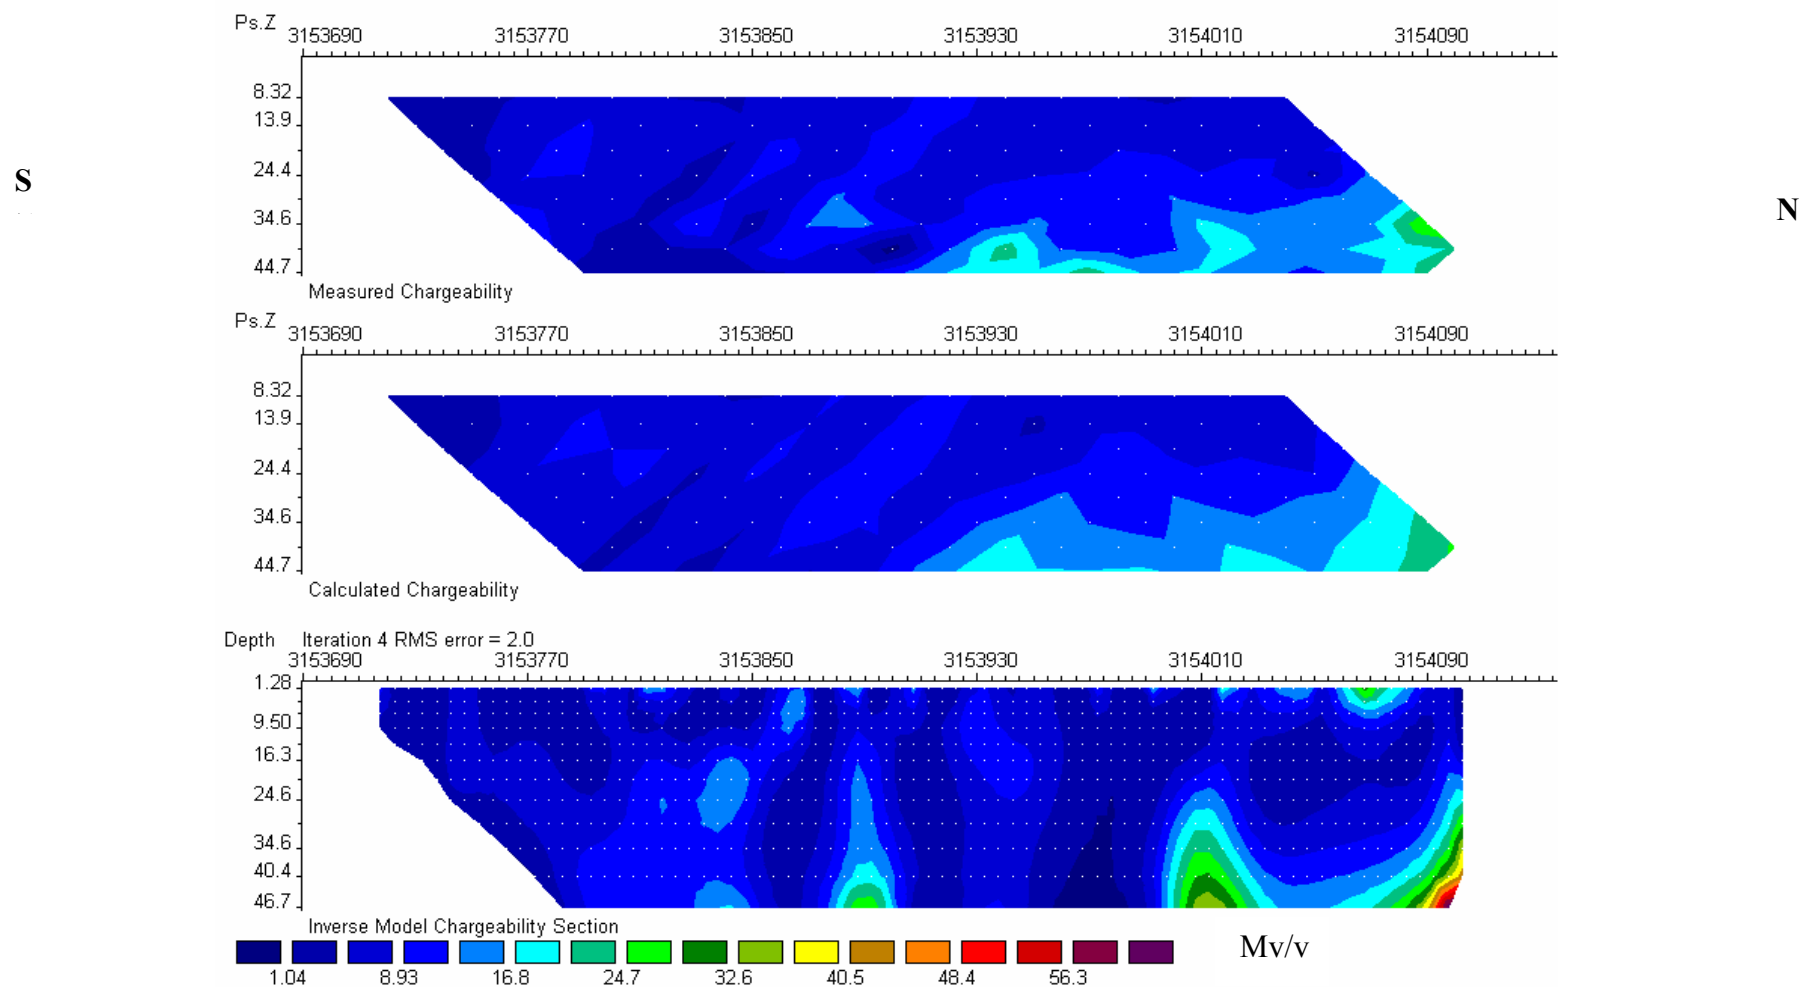 Ps.Z
3153690 3153770 3153850 3153930 3154010 3154090
8.32
13.9
24.4
34.6
44.7
Measured Chargeability
S
N
Ps.Z
3153690 3153770 3153850 3153930 3154010 3154090
8.32
13.9
24.4
34.6
44.7
Calculated Chargeability
Depth Iteration 4 RMS error = 2.0
3153690 3153770 3153850 3153930 3154010 3154090
1.28
9.50
16.3
24.6
34.6
40.4
46.7
Inverse Model Chargeability Section
Mv/v
1.04 8.93 16.8 24.7 32.6 40.5 48.4 56.3